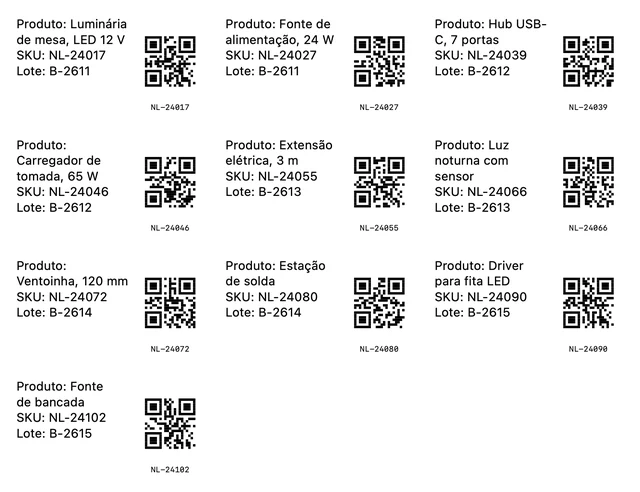 Produto: Luminária
de mesa, LED 12 V
SKU: NL-24017
Lote: B-2611
NL-24017
Produto: Fonte de
alimentação, 24 W
SKU: NL-24027
Lote: B-2611
NL-24027
Produto: Hub USB-
C, 7 portas
SKU: NL-24039
Lote: B-2612
NL-24039
Produto:
Carregador de
tomada, 65 W
SKU: NL-24046
Lote: B-2612
NL-24046
Produto: Extensão
elétrica, 3 m
SKU: NL-24055
Lote: B-2613
NL-24055
Produto: Luz
noturna com
sensor
SKU: NL-24066
Lote: B-2613
NL-24066
Produto:
Ventoinha, 120 mm
SKU: NL-24072
Lote: B-2614
NL-24072
Produto: Estação
de solda
SKU: NL-24080
Lote: B-2614
NL-24080
Produto: Driver
para fita LED
SKU: NL-24090
Lote: B-2615
NL-24090
Produto: Fonte
de bancada
SKU: NL-24102
Lote: B-2615
NL-24102